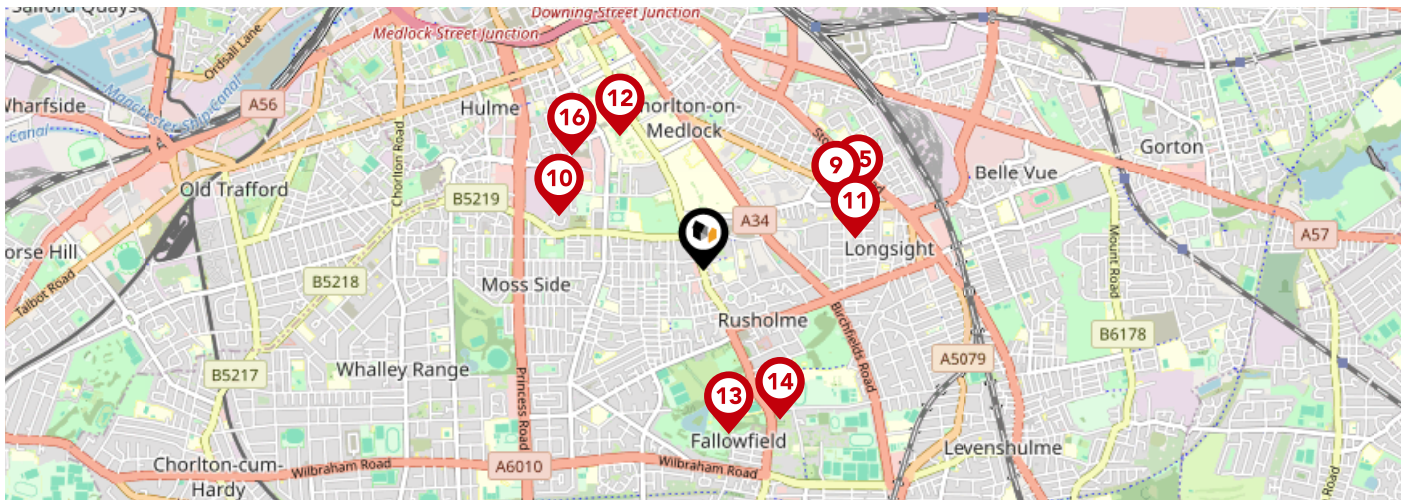 Salford Quays
Downing Street Junction
Medlock Street Junction
Ordsall Lane
Manchester Ship Canal
Wharfside
A56
Hulme
12
horlton-on-
Medlock
16
Canal
Chorlton Road
Gorton
9
5
10
Belle Vue
Old Trafford
B5219
11
A34
A57
orse Hill
Longsight
Mount Road
B5218
Moss Side
Talbot Road
Rusholme
Birchfields Road
B6178
A5079
Whalley Range
B5217
Princess Road
14
13
Fallowfield
Levenshulme
Chorlton-cum-
Hardy
Wilbraham Road
A6010
Wilbraham Road
Road